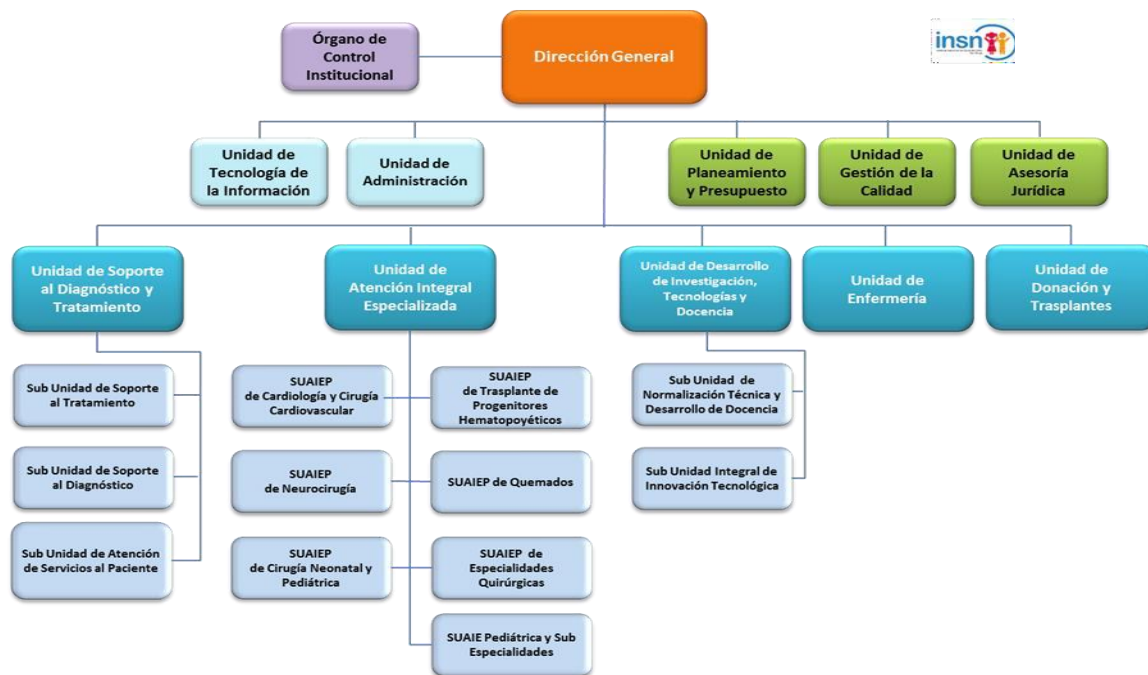 Órgano de
Control
Institucional
Dirección General
insn
Unidad de
Tecnología de
la Información
Unidad de
Administración
Unidad de
Planeamiento
y Presupuesto
Unidad de
Gestión de la
Calidad
Unidad de
Asesoría
Jurídica
Unidad de Soporte
al Diagnóstico y
Tratamiento
Unidad de
Atención Integral
Especializada
Unidad de Desarrollo
de Investigación,
Tecnologías y
Docencia
Unidad de
Enfermería
Unidad de
Donación y
Trasplantes
Sub Unidad de Soporte
al Tratamiento
Sub Unidad de Soporte
al Diagnóstico
Sub Unidad de Atención
de Servicios al Paciente
SUAIEP
de Cardiología y Cirugía
Cardiovascular
SUAIEP
de Trasplante de
Progenitores
Hematopoyéticos
SUAIEP
de Neurocirugía
SUAIEP de Quemados
SUAIEP
de Cirugía Neonatal y
Pediátrica
SUAIEP de
Especialidades
Quirúrgicas
SUAIE Pediátrica y Sub
Especialidades
Sub Unidad de
Normalización Técnica y
Desarrollo de Docencia
Sub Unidad Integral de
Innovación Tecnológica